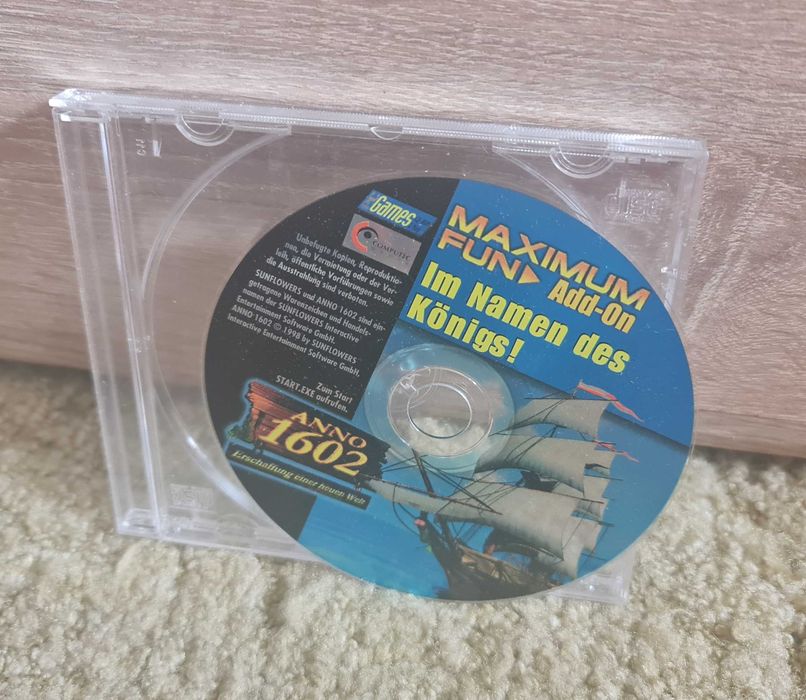 Games
COMPUTEC
Unbefugte Kopien, Reproduktio-
nen, die Vermietung oder der Ver-
leih, öffentliche Vorführungen sowie
die Ausstrahlung sind verboten.
SUNFLOWERS und ANNO 1602 sind ein-
getragene Warenzeichen und Handels-
namen der SUNFLOWERS Interactive
Entertainment Software GmbH.
ANNO 1602 © 1998 by SUNFLOWERS
Interactive Entertainment Software GmbH.
Zum Start
START.EXE aufrufen.
ANNO
1602
Erschaffung einer neuen Welt
MAXIMUM
FUN Add-On
Im Namen des
Königs!